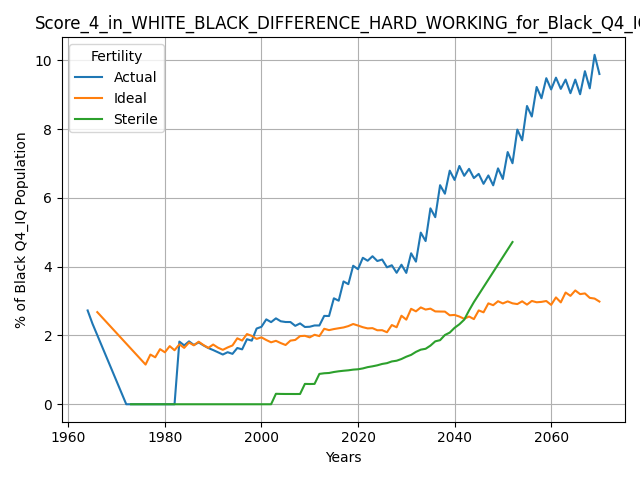 Score_4_in_WHITE_BLACK_DIFFERENCE_HARD_WORKING_for_Black_Q4_IQ
Fertility
Actual
Ideal
Sterile
10
8
6
4
2
0
% of Black Q4_IQ Population
1960
1980
2000
2020
2040
2060
Years